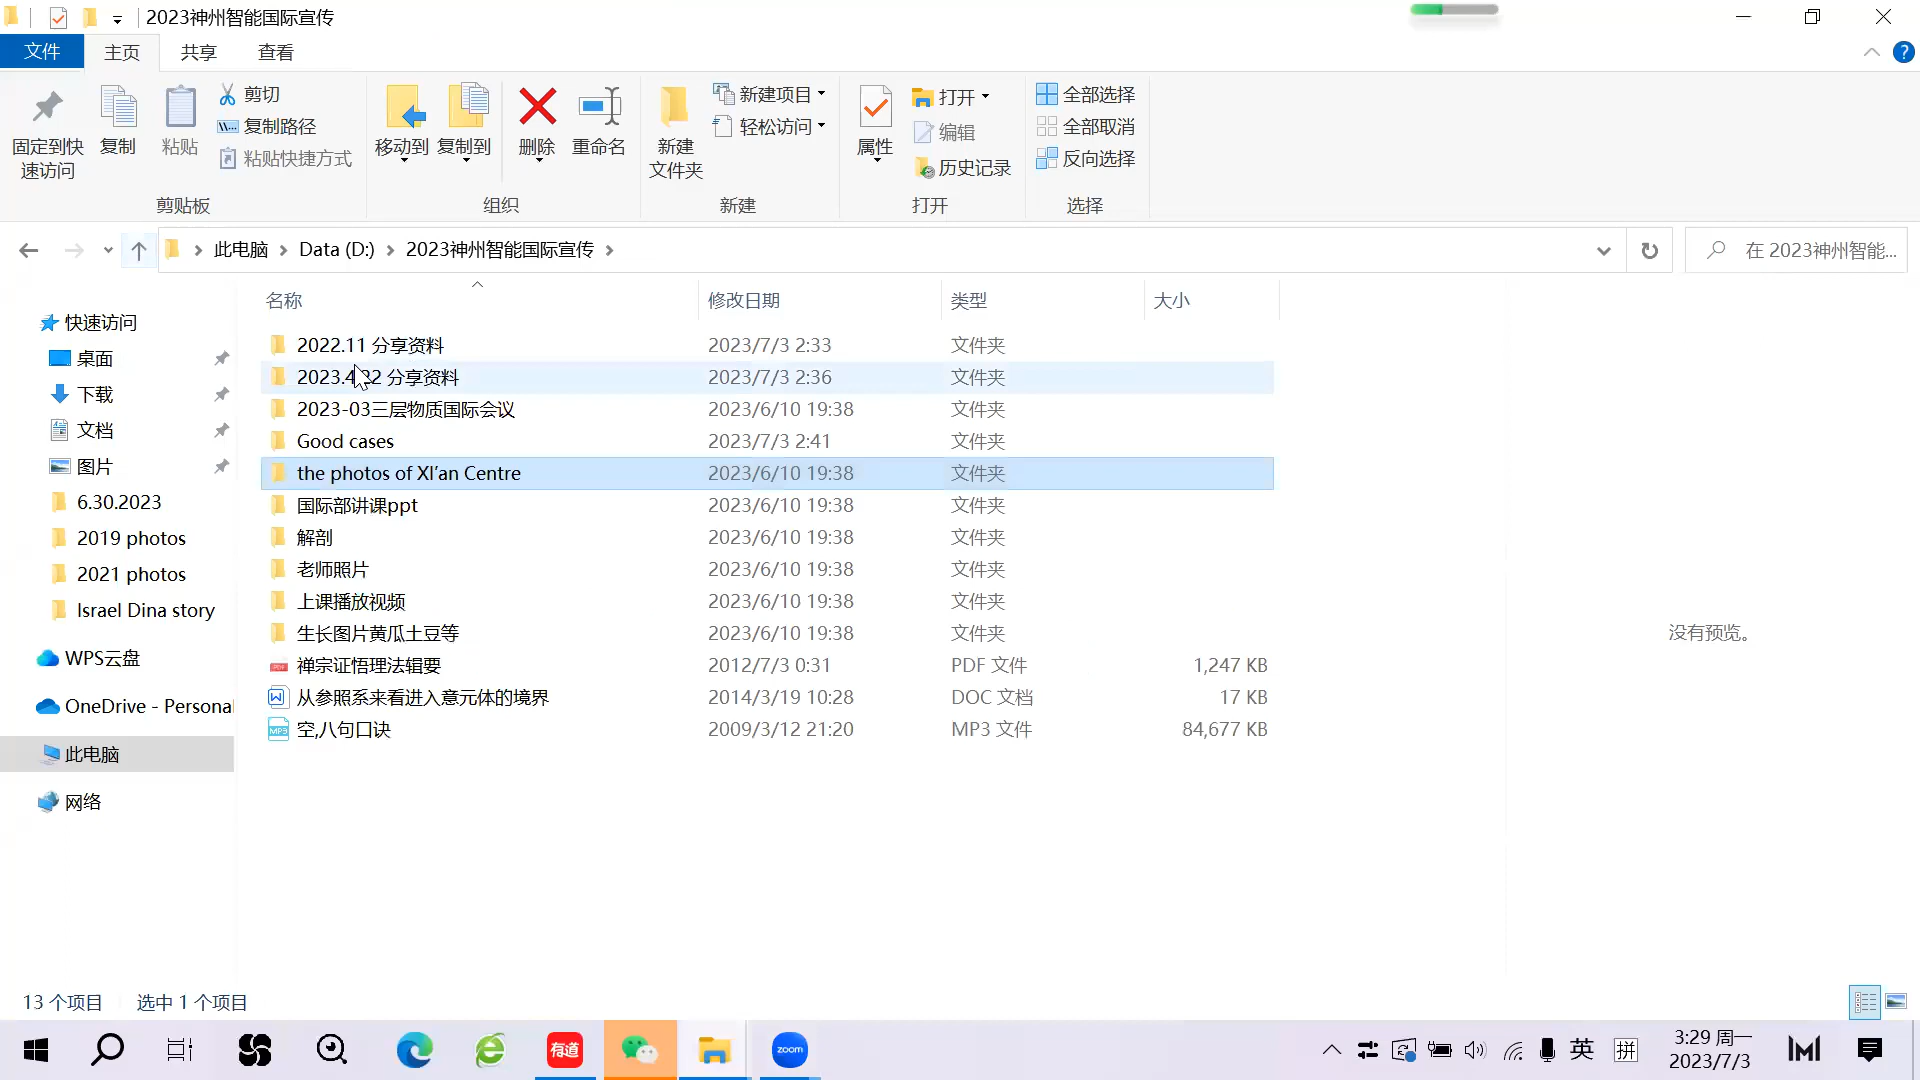 2023神州智能国际宣传
文件 主页 共享 查看
固定到快
速访问
复制
粘贴
剪切
复制路径
粘贴快捷方式
剪贴板
移动到 复制到 删除 重命名
组织
新建
文件夹
新建项目
轻松访问
新建
属性
打开
编辑
历史记录
打开
全部选择
全部取消
反向选择
选择
此电脑 Data (D:) 2023神州智能国际宣传
在 2023神州智能...
快速访问
桌面
下载
文档
图片
6.30.2023
2019 photos
2021 photos
Israel Dina story
WPS云盘
OneDrive - Persona
此电脑
网络
名称 修改日期 类型 大小
2022.11 分享资料 2023/7/3 2:33 文件夹
2023.4.22 分享资料 2023/7/3 2:36 文件夹
2023-03三层物质国际会议 2023/6/10 19:38 文件夹
Good cases 2023/7/3 2:41 文件夹
the photos of XI'an Centre 2023/6/10 19:38 文件夹
国际部讲课ppt 2023/6/10 19:38 文件夹
解剖 2023/6/10 19:38 文件夹
老师照片 2023/6/10 19:38 文件夹
上课播放视频 2023/6/10 19:38 文件夹
生长图片黄瓜土豆等 2023/6/10 19:38 文件夹
禅宗证悟理法辑要 2012/7/3 0:31 PDF 文件 1,247 KB
从参照系来看进入意元体的境界 2014/3/19 10:28 DOC 文档 17 KB
空,八句口诀 2009/3/12 21:20 MP3 文件 84,677 KB
没有预览。
13 个项目 选中 1 个项目
有道
zoom
英
拼
3:29 周一
2023/7/3